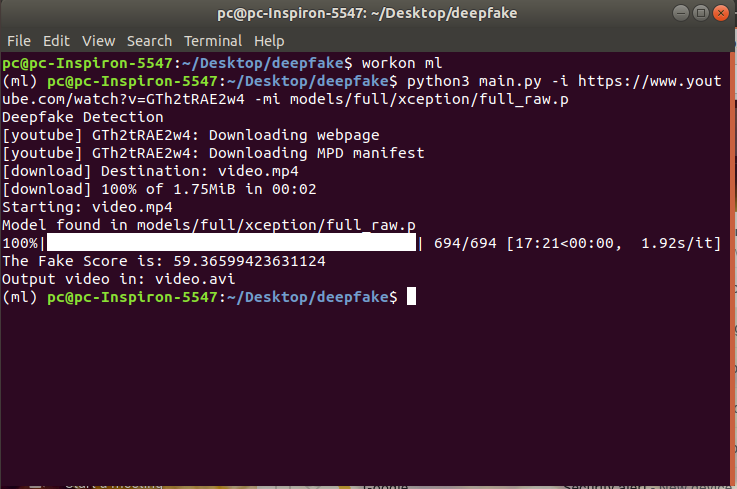 pc@pc-Inspiron-5547: ~/Desktop/deepfake
File Edit View Search Terminal Help
pc@pc-Inspiron-5547:~/Desktop/deepfake$ workon ml
(ml) pc@pc-Inspiron-5547:~/Desktop/deepfake$ python3 main.py -i https://www.yout
ube.com/watch?v=GTh2tRAE2w4 -mi models/full/xception/full_raw.p
Deepfake Detection
[youtube] GTh2tRAE2w4: Downloading webpage
[youtube] GTh2tRAE2w4: Downloading MPD manifest
[download] Destination: video.mp4
[download] 100% of 1.75MiB in 00:02
Starting: video.mp4
Model found in models/full/xception/full_raw.p
100%| | 694/694 [17:21<00:00, 1.92s/it]
The Fake Score is: 59.36599423631124
Output video in: video.avi
(ml) pc@pc-Inspiron-5547:~/Desktop/deepfake$